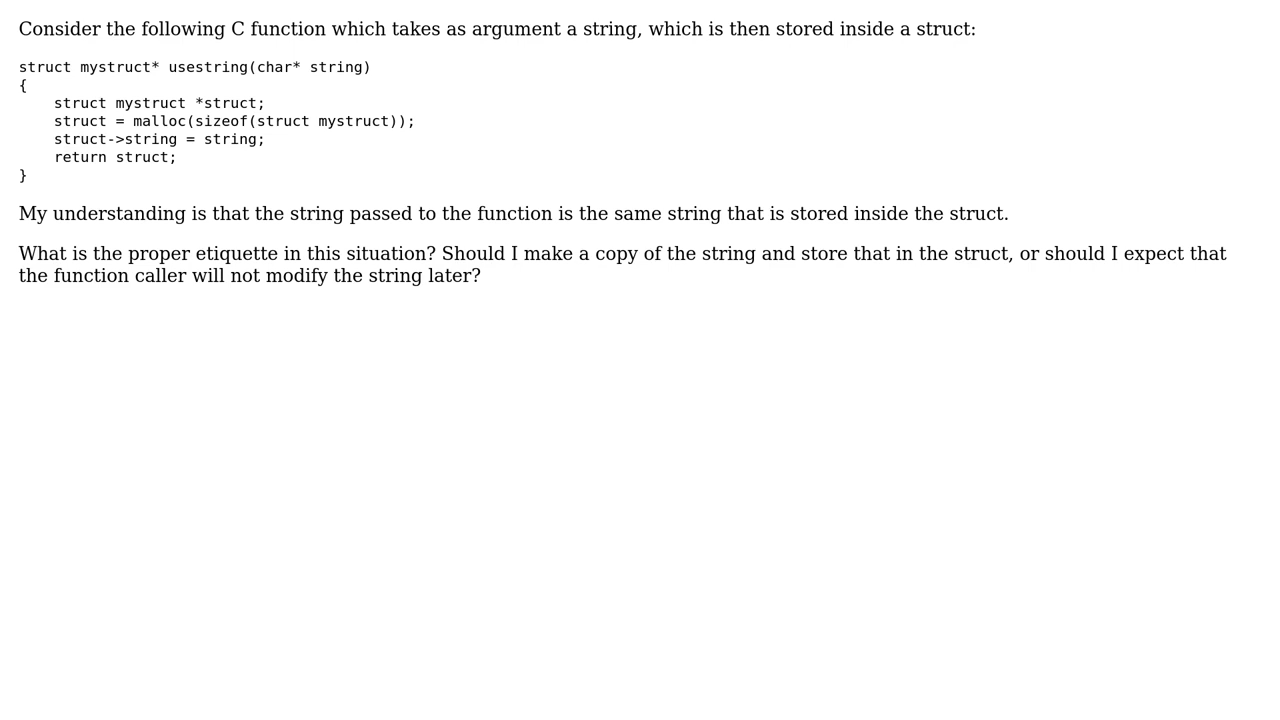 Consider the following C function which takes as argument a string, which is then stored inside a struct:
struct mystruct* usestring(char* string)
{
    struct mystruct *struct;
    struct = malloc(sizeof(struct mystruct));
    struct->string = string;
    return struct;
}
My understanding is that the string passed to the function is the same string that is stored inside the struct.
What is the proper etiquette in this situation? Should I make a copy of the string and store that in the struct, or should I expect that
the function caller will not modify the string later?